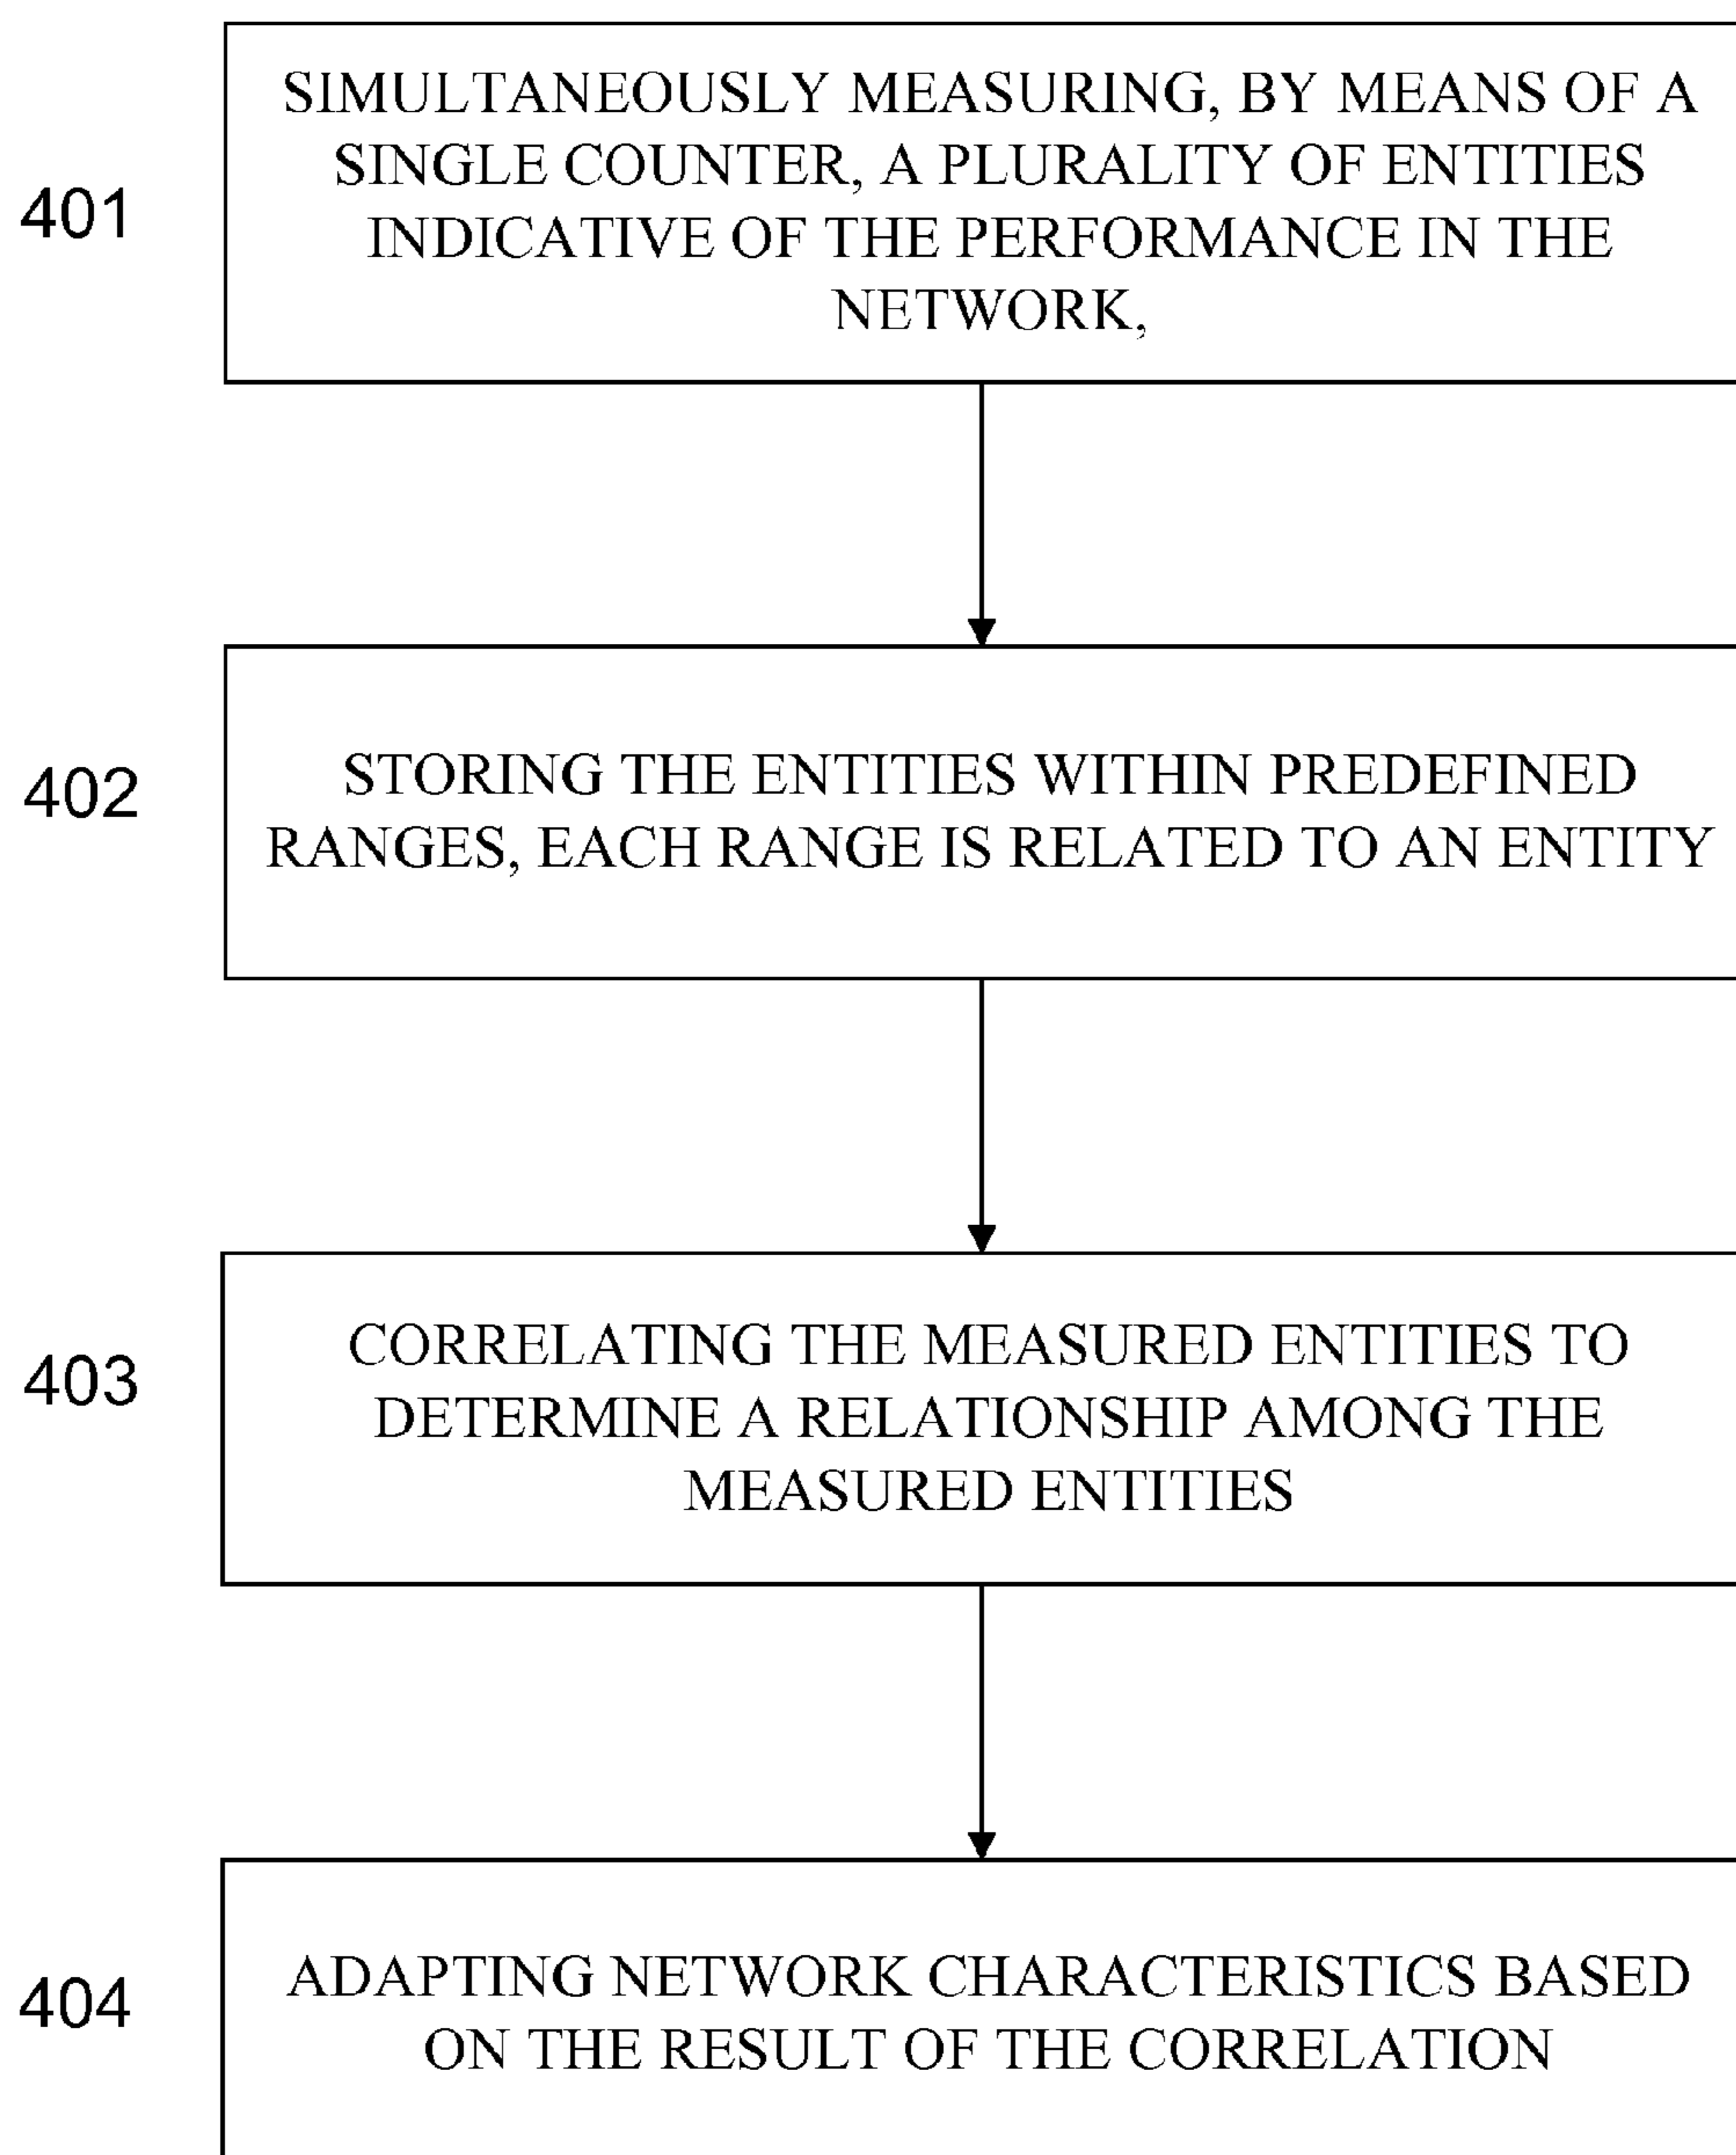 401
SIMULTANEOUSLY MEASURING, BY MEANS OF A
SINGLE COUNTER, A PLURALITY OF ENTITIES
INDICATIVE OF THE PERFORMANCE IN THE
NETWORK,
402
STORING THE ENTITIES WITHIN PREDEFINED
RANGES, EACH RANGE IS RELATED TO AN ENTITY
403
CORRELATING THE MEASURED ENTITIES TO
DETERMINE A RELATIONSHIP AMONG THE
MEASURED ENTITIES
404
ADAPTING NETWORK CHARACTERISTICS BASED
ON THE RESULT OF THE CORRELATION